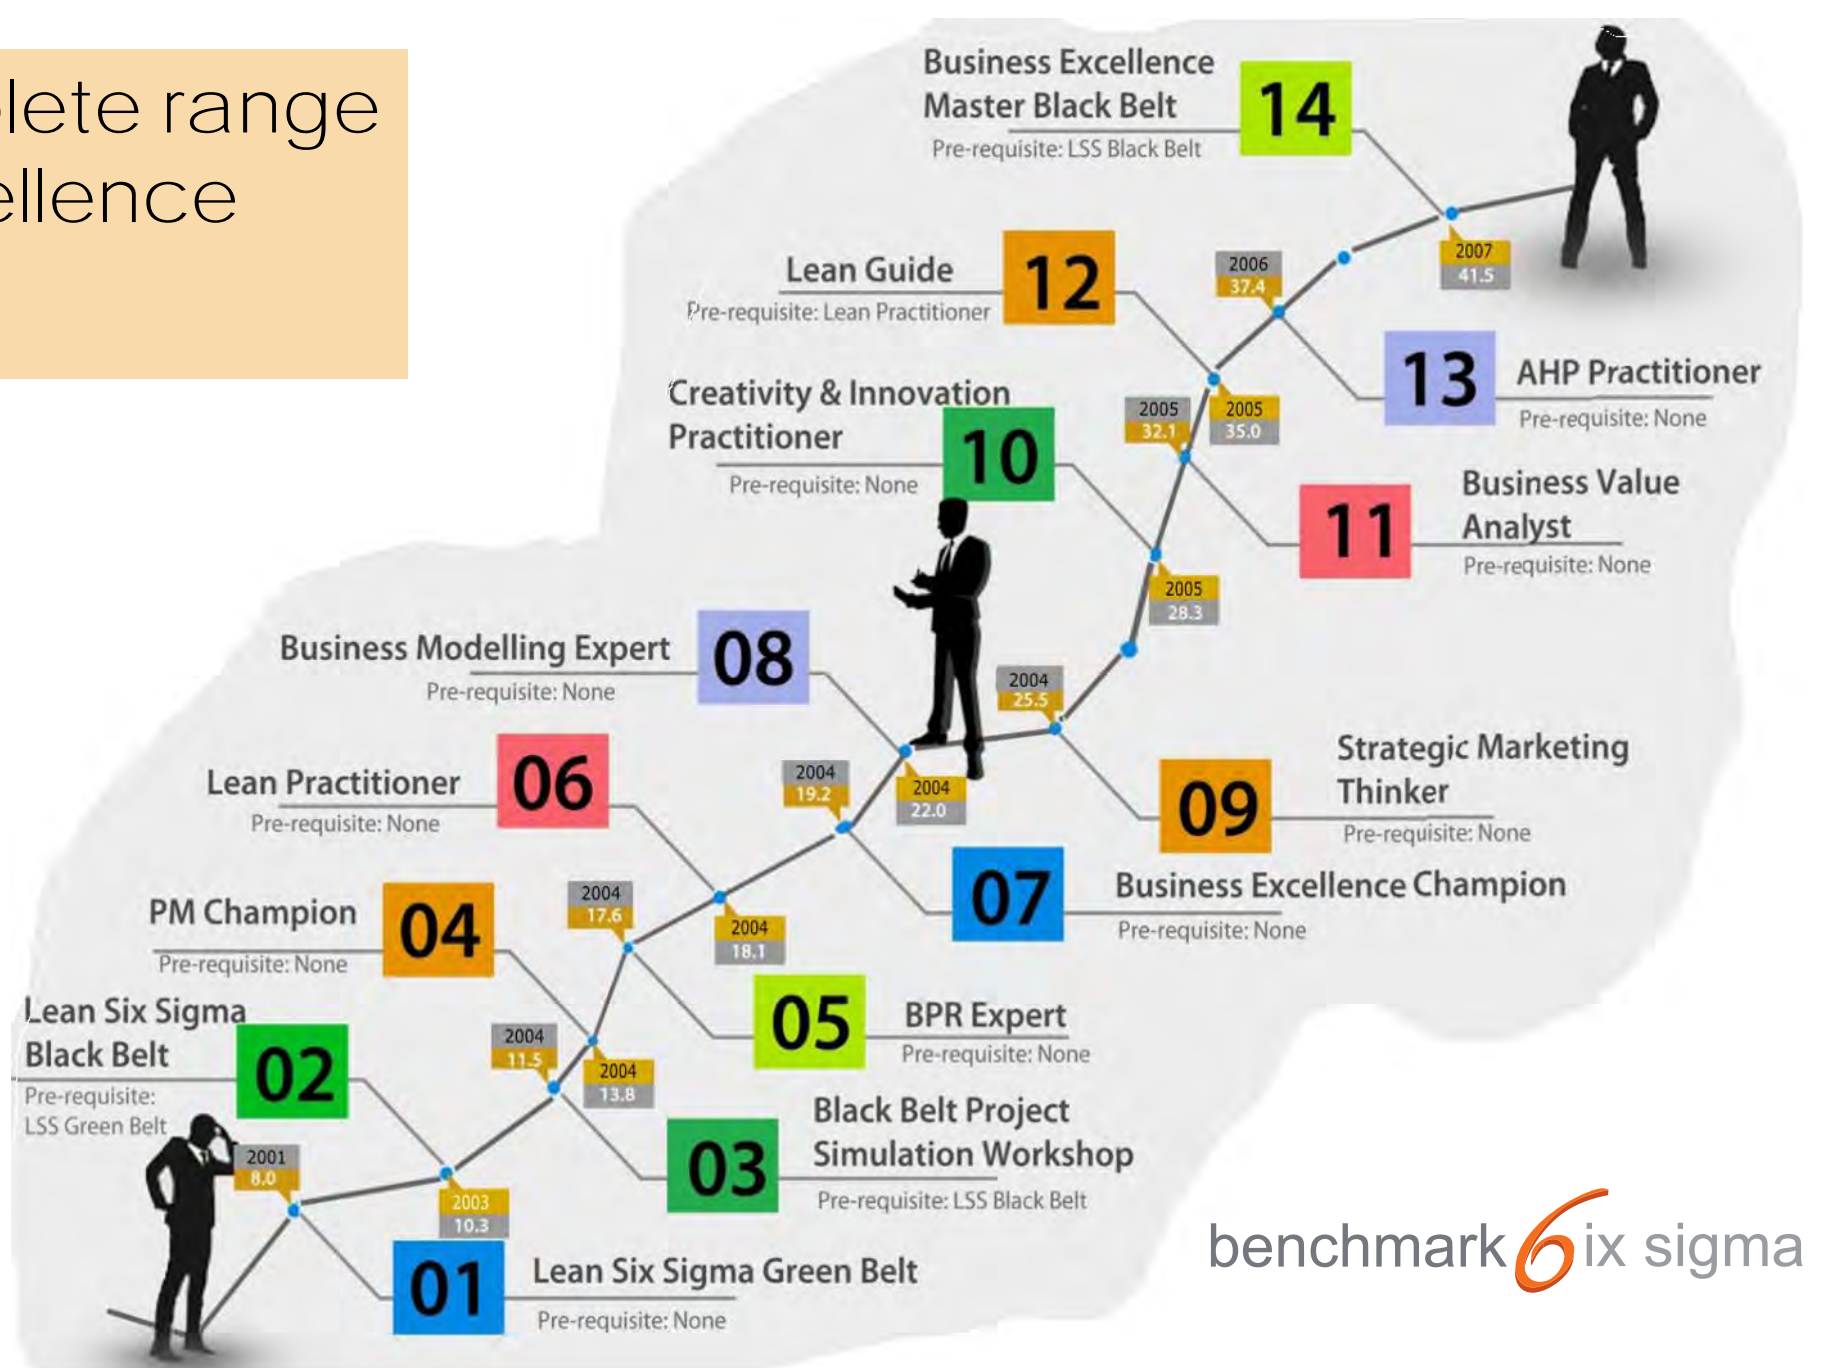 lete range
ellence
Business Excellence
Master Black Belt
Pre-requisite: LSS Black Belt
14
2007
41.5
Lean Guide
Pre-requisite: Lean Practitioner
12
2006
37.4
13
AHP Practitioner
Pre-requisite: None
Creativity & Innovation
Practitioner
Pre-requisite: None
10
2005
32.1
2005
35.0
11
Business Value
Analyst
Pre-requisite: None
2005
28.3
Business Modelling Expert
Pre-requisite: None
08
2004
25.5
Strategic Marketing
Thinker
Pre-requisite: None
09
Lean Practitioner
Pre-requisite: None
06
2004
19.2
2004
22.0
07
Business Excellence Champion
Pre-requisite: None
PM Champion
Pre-requisite: None
04
2004
17.6
2004
18.1
05
BPR Expert
Pre-requisite: None
Lean Six Sigma
Black Belt
Pre-requisite:
LSS Green Belt
02
2004
11.5
2004
13.8
03
Black Belt Project
Simulation Workshop
Pre-requisite: LSS Black Belt
2001
8.0
2003
10.3
01
Lean Six Sigma Green Belt
Pre-requisite: None
benchmark 6ix sigma